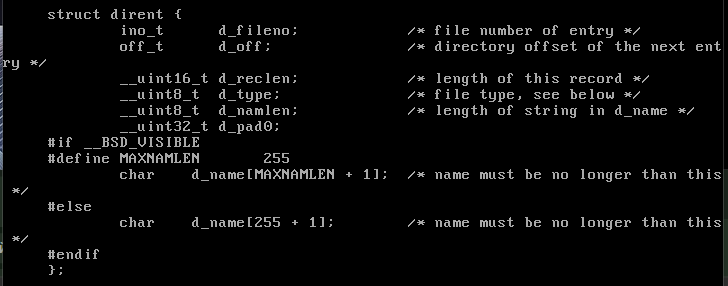 struct dirent {
ino_t d_fileno; /* file number of entry */
off_t d_off; /* directory offset of the next ent
ry */
__uint16_t d_reclen; /* length of this record */
__uint8_t d_type; /* file type, see below */
__uint8_t d_namlen; /* length of string in d_name */
__uint32_t d_pad0;
#if __BSD_VISIBLE
#define MAXNAMLEN 255
char d_name[MAXNAMLEN + 1]; /* name must be no longer than this
*/
#else
char d_name[255 + 1]; /* name must be no longer than this
*/
#endif
};